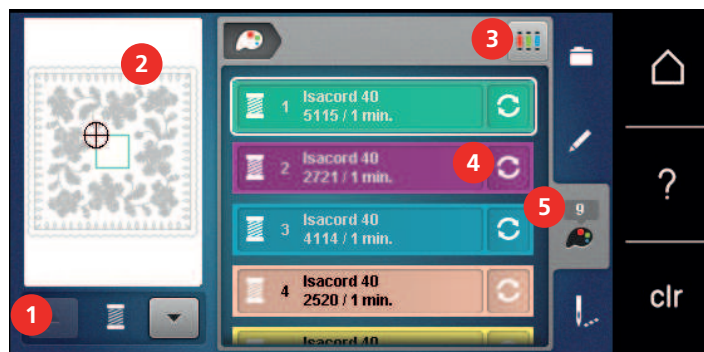 2
3
1 Isacord 40
5115 / 1 min.
2 Isacord 40
2721 / 1 min.
4
3 Isacord 40
4114 / 1 min.
5
9
4 Isacord 40
2520 / 1 min.
Isacord 40
1
?
clr